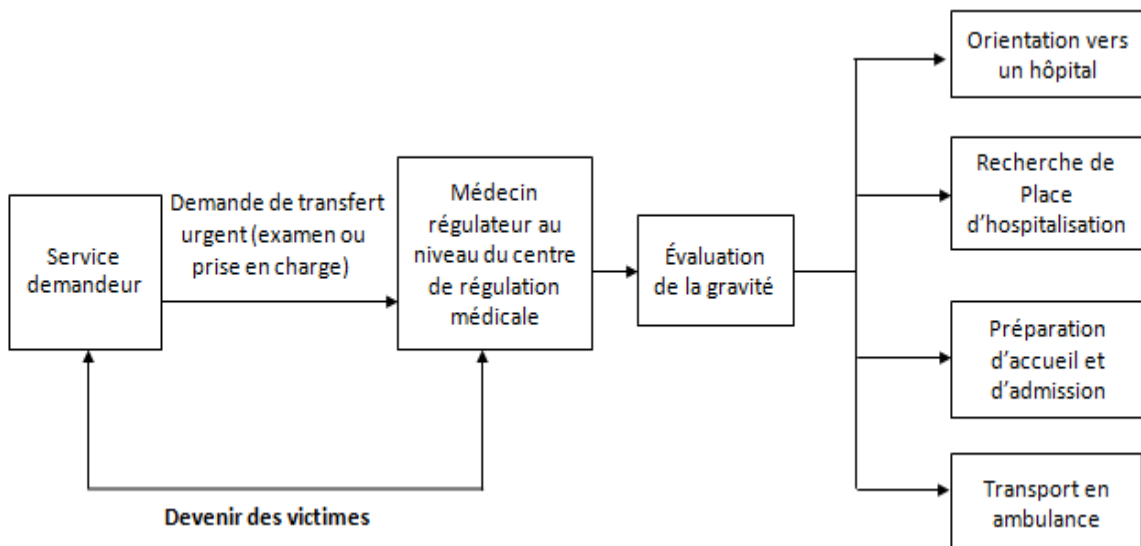 Service
demandeur
Demande de transfert
urgent (examen ou
prise en charge)
Médecin
régulateur au
niveau du centre
de régulation
médicale
Évaluation
de la gravité
Orientation vers
un hôpital
Recherche de
Place
d’hospitalisation
Préparation
d’accueil et
d’admission
Transport en
ambulance
Devenir des victimes